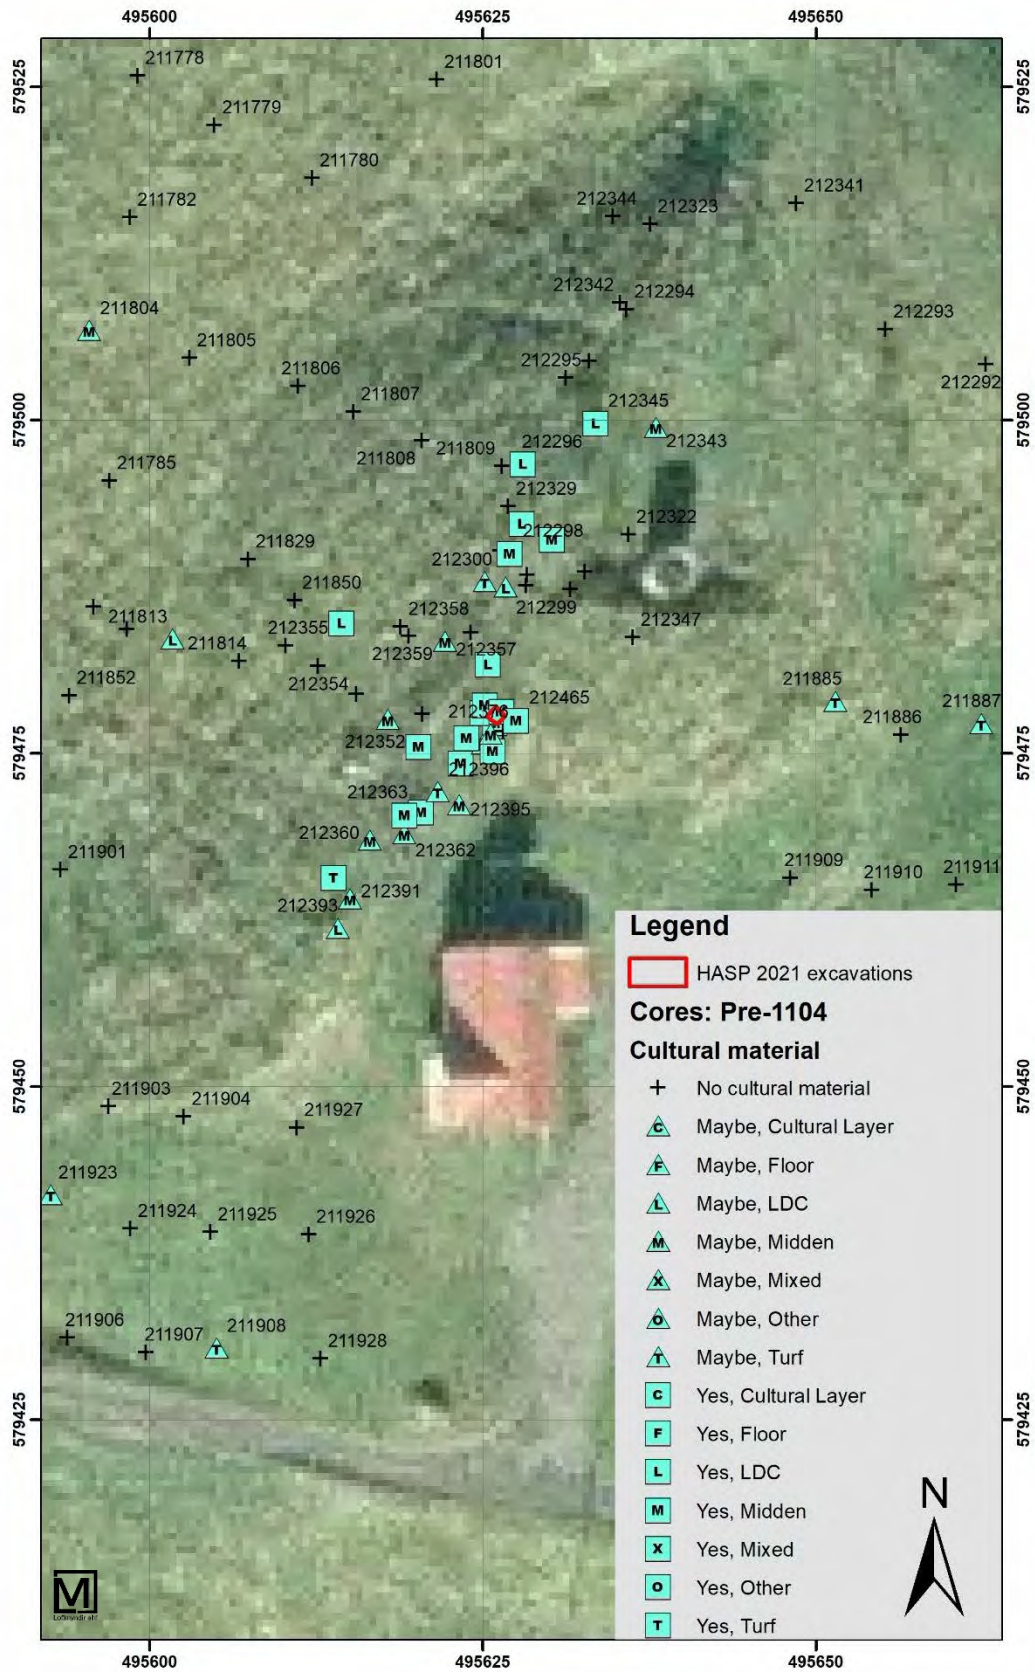 495600 495625 495650
211778
211801
579525 579525
211779
211780
211782
212341
212344 212323
212342 212294
211804
212293
211805
212295
211806
212292
211807
212345
579500 579500
212296
211809 212343
211808
211785
212329
212322
212298
211829
212300
211850
212299
212358
211813 212355 212347
211814 212359 212357
212354
211852 211885
212465
211887
211886
212352
579475 579475
212396
212363
212395
212360
212362
211901 211909
211910 211911
212391
212393
Legend
HASP 2021 excavations
Cores: Pre-1104
Cultural material
No cultural material
C Maybe, Cultural Layer
F Maybe, Floor
L Maybe, LDC
M Maybe, Midden
X Maybe, Mixed
O Maybe, Other
T Maybe, Turf
C Yes, Cultural Layer
F Yes, Floor
L Yes, LDC
M Yes, Midden
X Yes, Mixed
O Yes, Other
T Yes, Turf
N
579450 579450
211903
211904
211927
211923
211924 211925 211926
211906 211907 211908
211928
579425 579425
M
495600 495625 495650